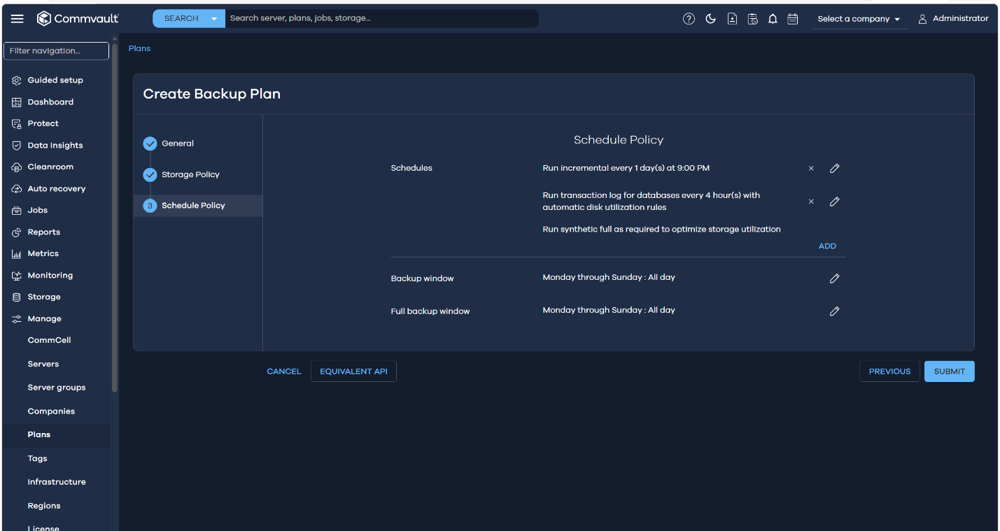 Commvault
SEARCH
Search server, plans, jobs, storage...
Select a company
Administrator
Filter navigation...
Guided setup
Dashboard
Protect
Data Insights
Cleanroom
Auto recovery
Jobs
Reports
Metrics
Monitoring
Storage
Manage
CommCell
Servers
Server groups
Companies
Plans
Tags
Infrastructure
Regions
License
Plans
Create Backup Plan
General
Storage Policy
3 Schedule Policy
Schedule Policy
Schedules
Run incremental every 1 day(s) at 9:00 PM
Run transaction log for databases every 4 hour(s) with
automatic disk utilization rules
Run synthetic full as required to optimize storage utilization
ADD
Backup window
Monday through Sunday : All day
Full backup window
Monday through Sunday : All day
CANCEL
EQUIVALENT API
PREVIOUS
SUBMIT